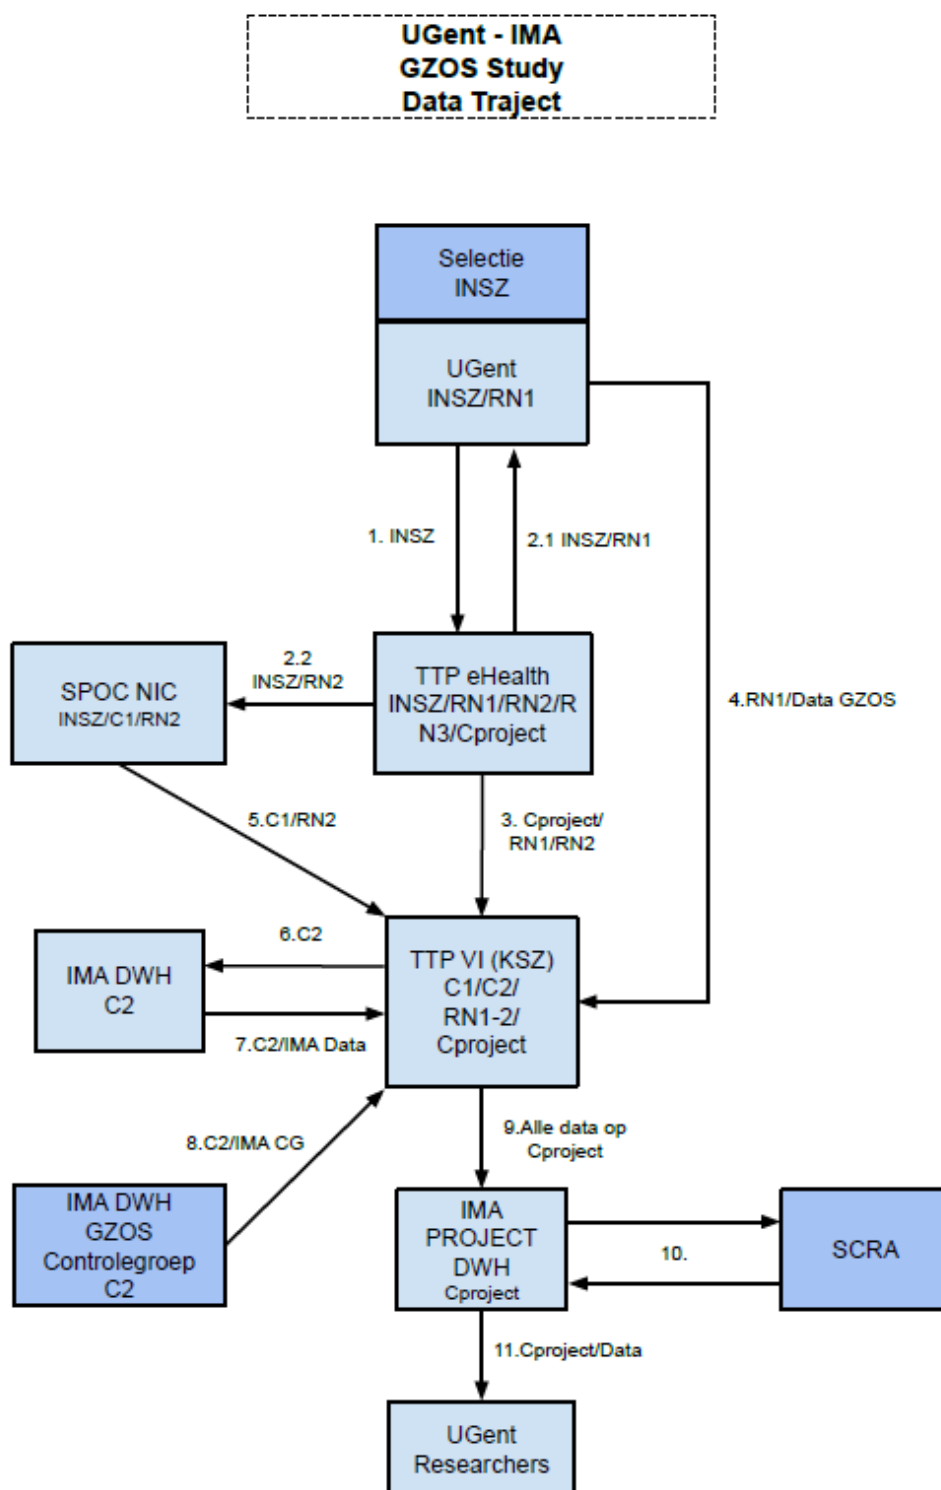 UGent - IMA
GZOS Study
Data Traject
Selectie
INSZ
UGent
INSZ/RN1
1. INSZ
2.1 INSZ/RN1
2.2
INSZ/RN2
SPOC NIC
INSZ/C1/RN2
TTP eHealth
INSZ/RN1/RN2/R
N3/Cproject
4.RN1/Data GZOS
5.C1/RN2
3. Cproject/
RN1/RN2
6.C2
IMA DWH
C2
TTP VI (KSZ)
C1/C2/
RN1-2/
Cproject
7.C2/IMA Data
8.C2/IMA CG
9.Alle data op
Cproject
IMA DWH
GZOS
Controlegroep
C2
IMA
PROJECT
DWH
Cproject
10.
SCRA
11.Cproject/Data
UGent
Researchers